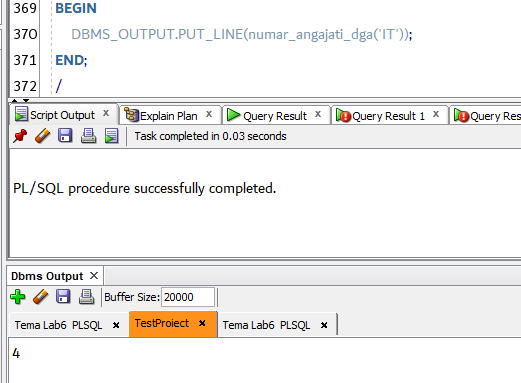 369 BEGIN
370 DBMS_OUTPUT.PUT_LINE(numar_angajati_dga('IT'));
371 END;
372 /
Script Output x Explain Plan x Query Result x Query Result 1 x Query Res
Task completed in 0.03 seconds
PL/SQL procedure successfully completed.
Dbms Output x
Buffer Size: 20000
Tema Lab6 PLSQL x TestProiect x Tema Lab6 PLSQL x
4